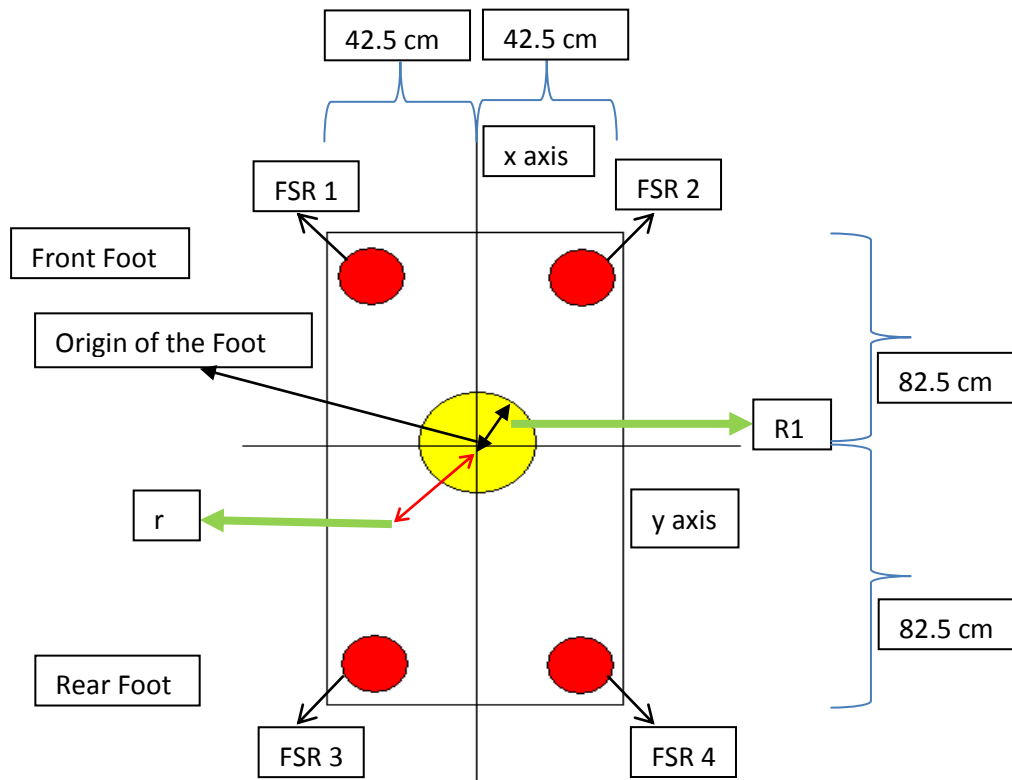 42.5 cm
42.5 cm
x axis
FSR 1
FSR 2
Front Foot
Origin of the Foot
82.5 cm
R1
r
y axis
82.5 cm
Rear Foot
FSR 3
FSR 4